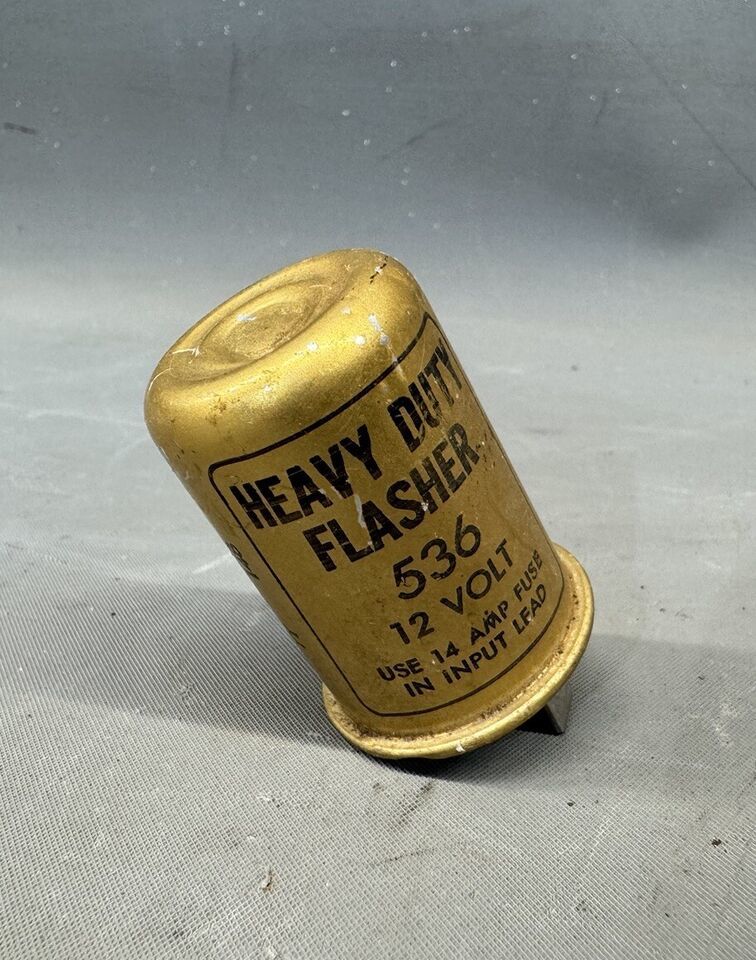 HEAVY DUTY
FLASHER
536
12 VOLT
USE 14 AMP FUSE
IN INPUT LEAD